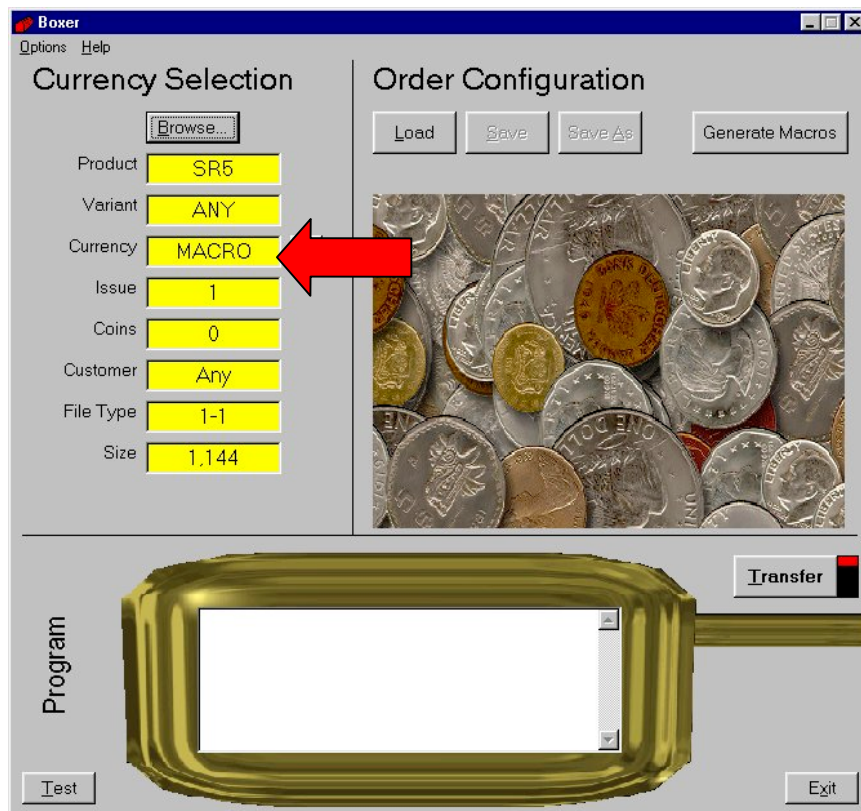 Boxer
Options Help
Currency Selection
Browse...
Product SR5
Variant ANY
Currency MACRO
Issue 1
Coins 0
Customer Any
File Type 1-1
Size 1,144
Order Configuration
Load Save Save As Generate Macros
Transfer
Program
Test
Exit